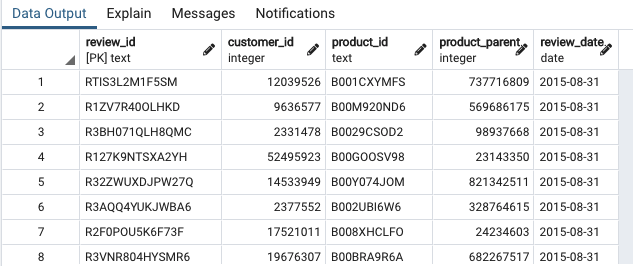 Data Output Explain Messages Notifications
review_id customer_id product_id product_parent review_date
[PK] text integer text integer date
1 RTIS3L2M1F5SM 12039526 B001CXYMFS 737716809 2015-08-31
2 R1ZV7R40OLHKD 9636577 B00M920ND6 569686175 2015-08-31
3 R3BH071QLH8QMC 2331478 B0029CSOD2 98937668 2015-08-31
4 R127K9NTSXA2YH 52495923 B00GOOSV98 23143350 2015-08-31
5 R32ZWUXDJPW27Q 14533949 B00Y074JOM 821342511 2015-08-31
6 R3AQQ4YUKJWBA6 2377552 B002UBI6W6 328764615 2015-08-31
7 R2F0POU5K6F73F 17521011 B008XHCLFO 24234603 2015-08-31
8 R3VNR804HYSMR6 19676307 B00BRA9R6A 682267517 2015-08-31